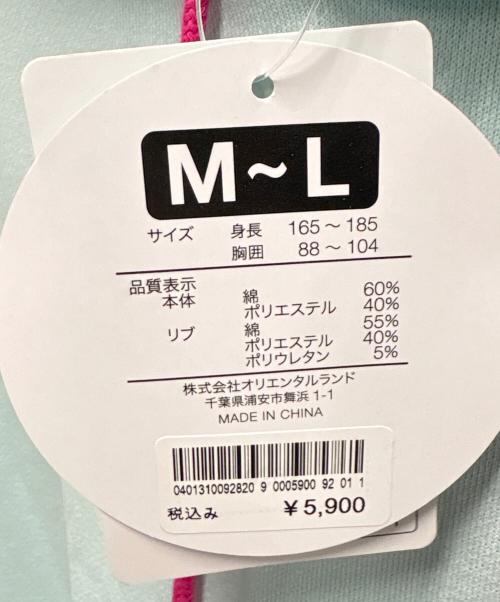 M~L
サイズ 身長 165~185
胸囲 88~104
品質表示
本体 綿 60%
ポリエステル 40%
リブ 綿 55%
ポリエステル 40%
ポリウレタン 5%
株式会社オリエンタルランド
千葉県浦安市舞浜 1-1
MADE IN CHINA
0401310092820 9 0005900 92 01 1
税込み ¥5,900